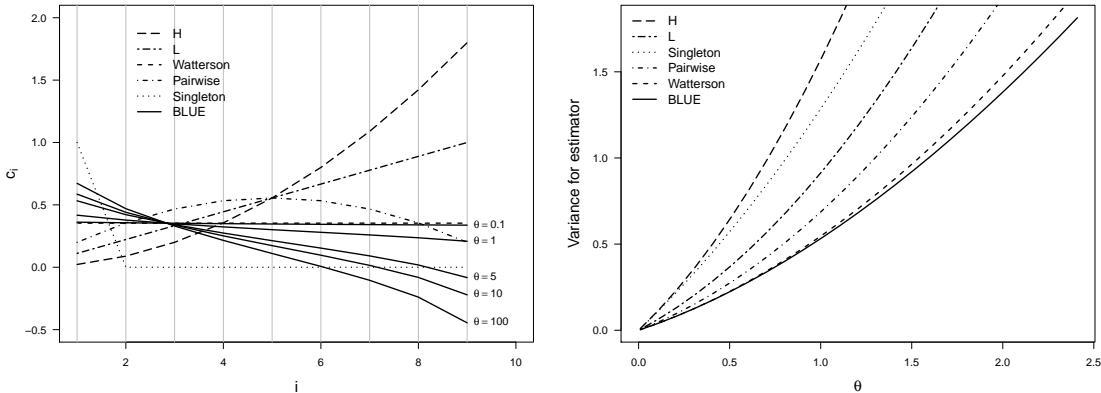 2.0
1.5
1.0
0.5
0.0
−0.5
c_i
H
L
Watterson
Pairwise
Singleton
BLUE
θ = 0.1
θ = 1
θ = 5
θ = 10
θ = 100
2 4 6 8 10
i
1.5
1.0
0.5
0.0
Variance for estimator
H
L
Singleton
Pairwise
Watterson
BLUE
0.0 0.5 1.0 1.5 2.0 2.5
θ